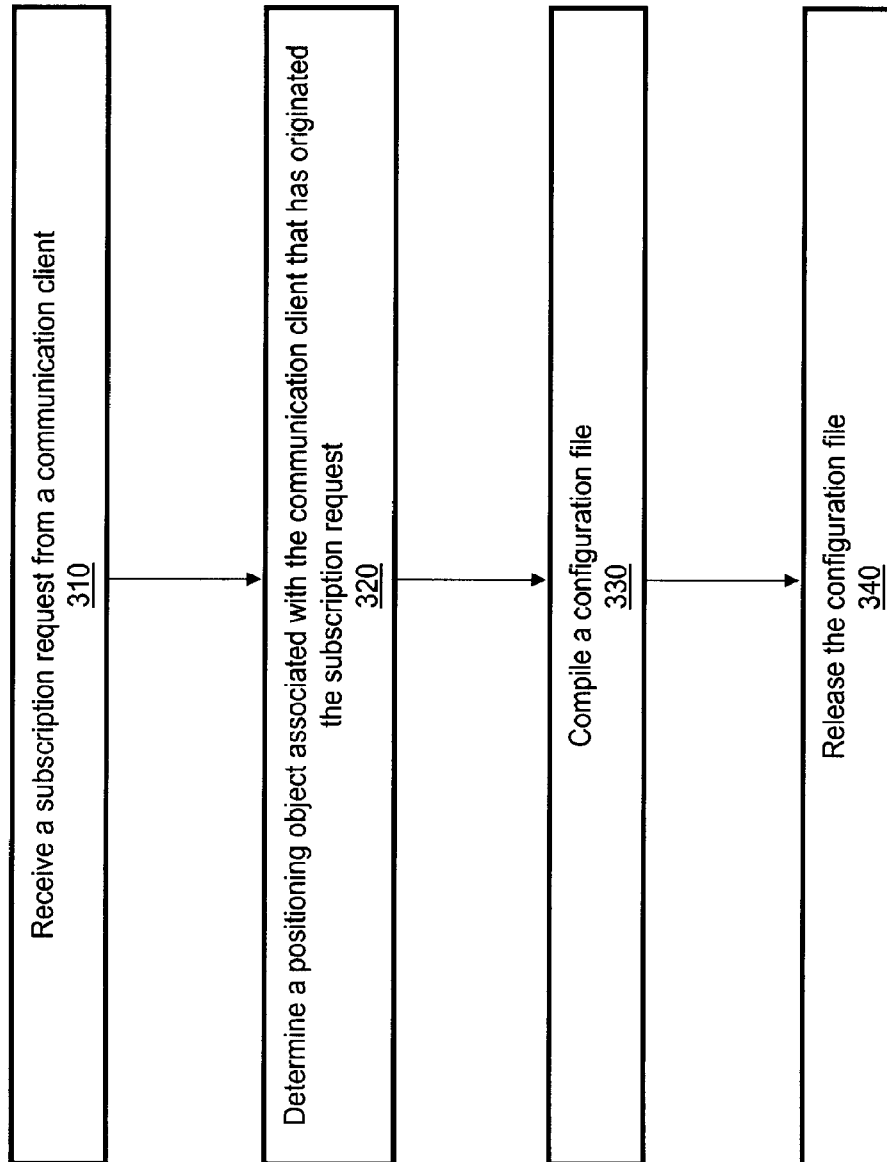 Receive a subscription request from a communication client
310
Determine a positioning object associated with the communication client that has originated
the subscription request
320
Compile a configuration file
330
Release the configuration file
340